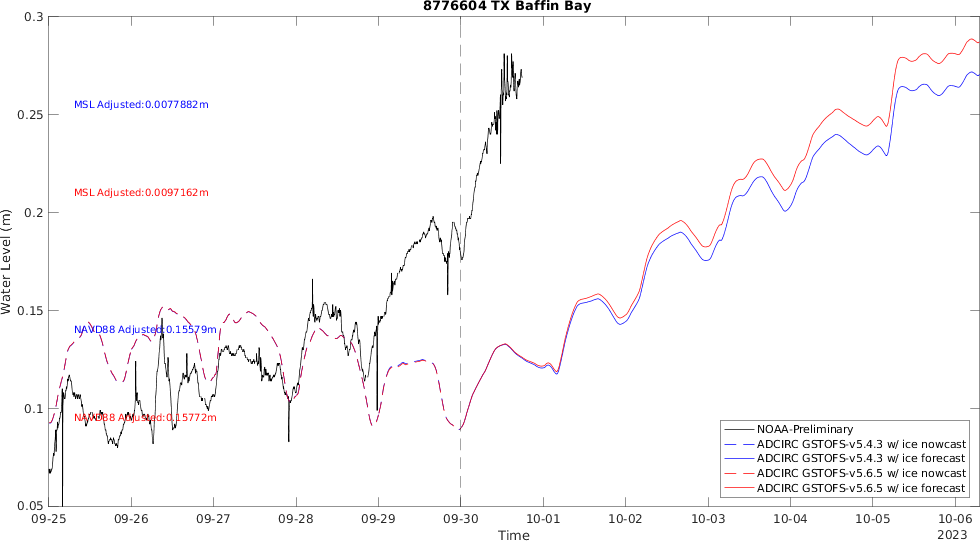 8776604 TX Baffin Bay
0.3
0.25
0.2
0.15
0.1
0.05
Water Level (m)
MSL Adjusted:0.0077882m
MSL Adjusted:0.0097162m
NAVD88 Adjusted:0.15579m
NAVD88 Adjusted:0.15772m
NOAA-Preliminary
ADCIRC GSTOFS-v5.4.3 w/ ice nowcast
ADCIRC GSTOFS-v5.4.3 w/ ice forecast
ADCIRC GSTOFS-v5.6.5 w/ ice nowcast
ADCIRC GSTOFS-v5.6.5 w/ ice forecast
09-25 09-26 09-27 09-28 09-29 09-30 10-01 10-02 10-03 10-04 10-05 10-06
2023
Time